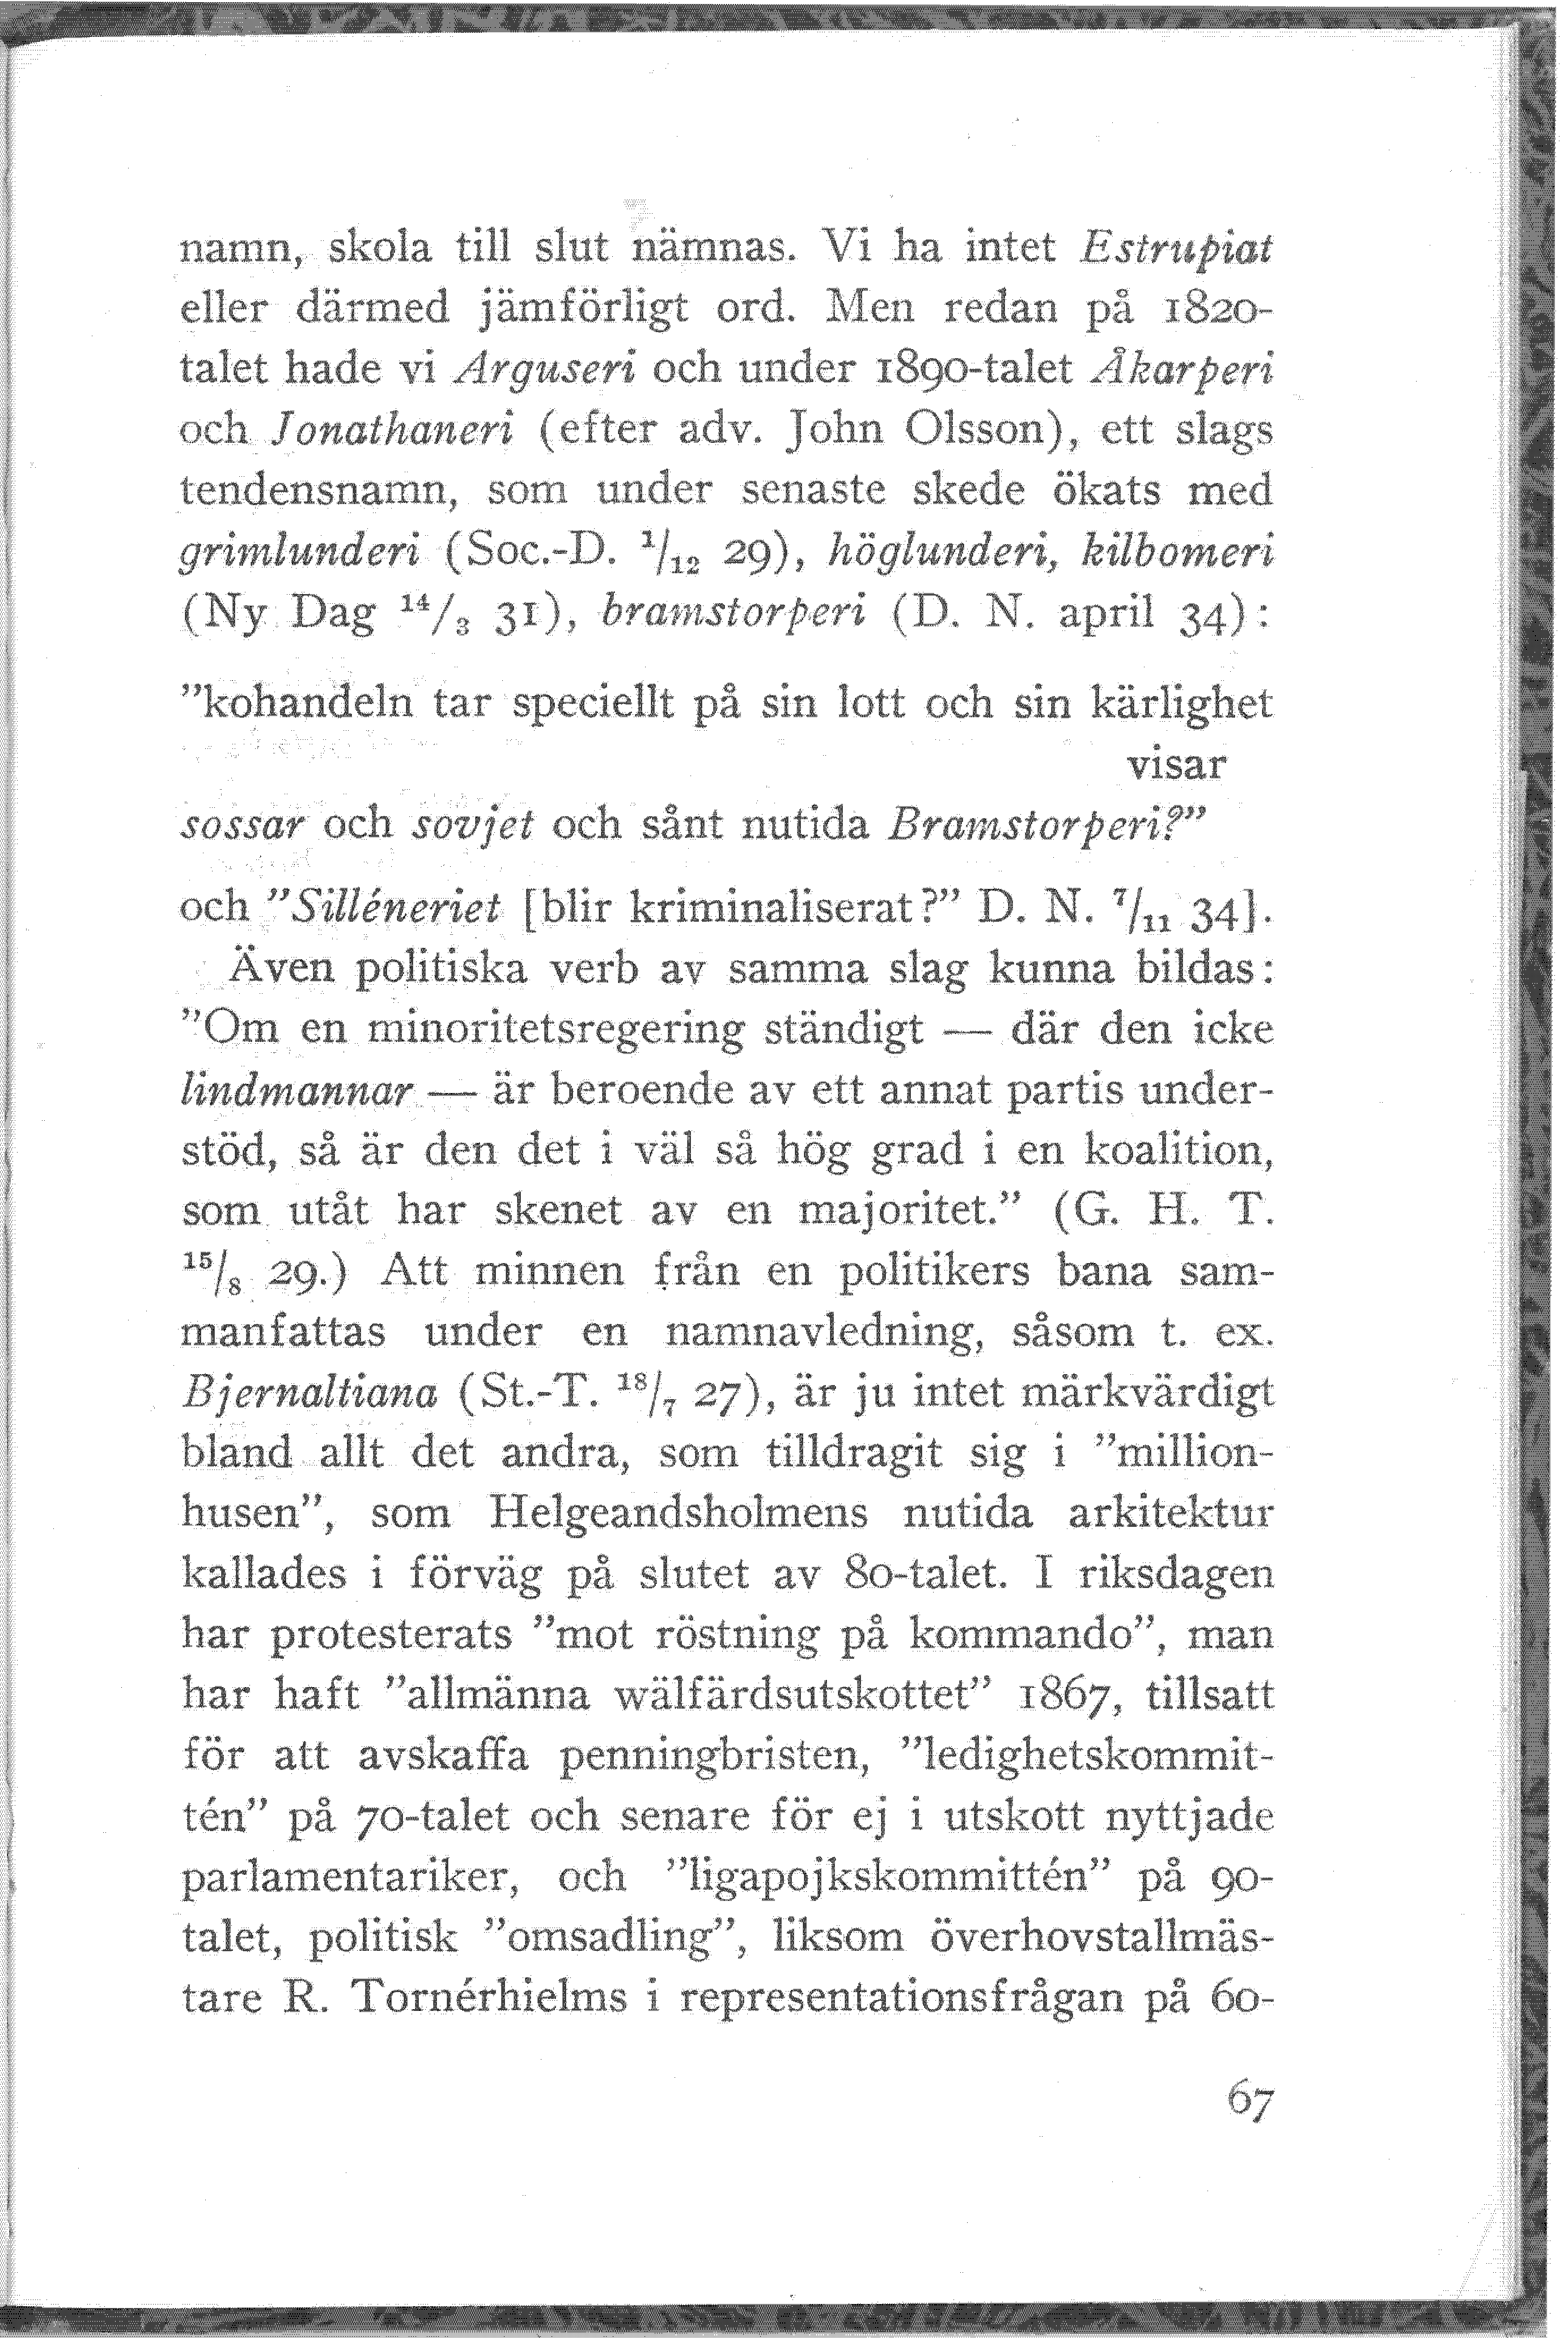 namn, skola till slut nämnas. Vi ha intet Estrupiat
eller därmed jämförligt ord. Men redan på 1820-
talet hade vi Arguseri och under 1890-talet Åkarperi
och Jonathaneri (efter adv. John Olsson), ett slags
tendensnamn, som under senaste skede ökats med
grimlunderi (Soc.-D. ¹/₁₂ 29), höglunderi, kilbomeri
(Ny Dag ¹⁴/₃ 31), bramstorperi (D. N. april 34):
”kohandeln tar speciellt på sin lott och sin kärlighet
visar
sossar och sovjet och sånt nutida Bramstorperi?”
och ”Silléneriet [blir kriminaliserat?” D. N. ⁷/₁₁ 34].
Även politiska verb av samma slag kunna bildas:
”Om en minoritetsregering ständigt — där den icke
lindmannar — är beroende av ett annat partis under-
stöd, så är den det i väl så hög grad i en koalition,
som utåt har skenet av en majoritet.” (G. H. T.
¹⁵/₈ 29.) Att minnen från en politikers bana sam-
manfattas under en namnavledning, såsom t. ex.
Bjernaltiana (St.-T. ¹⁸/₇ 27), är ju intet märkvärdigt
bland allt det andra, som tilldragit sig i ”million-
husen”, som Helgeandsholmens nutida arkitektur
kallades i förväg på slutet av 80-talet. I riksdagen
har protesterats ”mot röstning på kommando”, man
har haft ”allmänna wälfärdsutskottet” 1867, tillsatt
för att avskaffa penningbristen, ”ledighetskommit-
tén” på 70-talet och senare för ej i utskott nyttjade
parlamentariker, och ”ligapojkskommittén” på 90-
talet, politisk ”omsadling”, liksom överhovstallmäs-
tare R. Tornérhielms i representationsfrågan på 60-
67